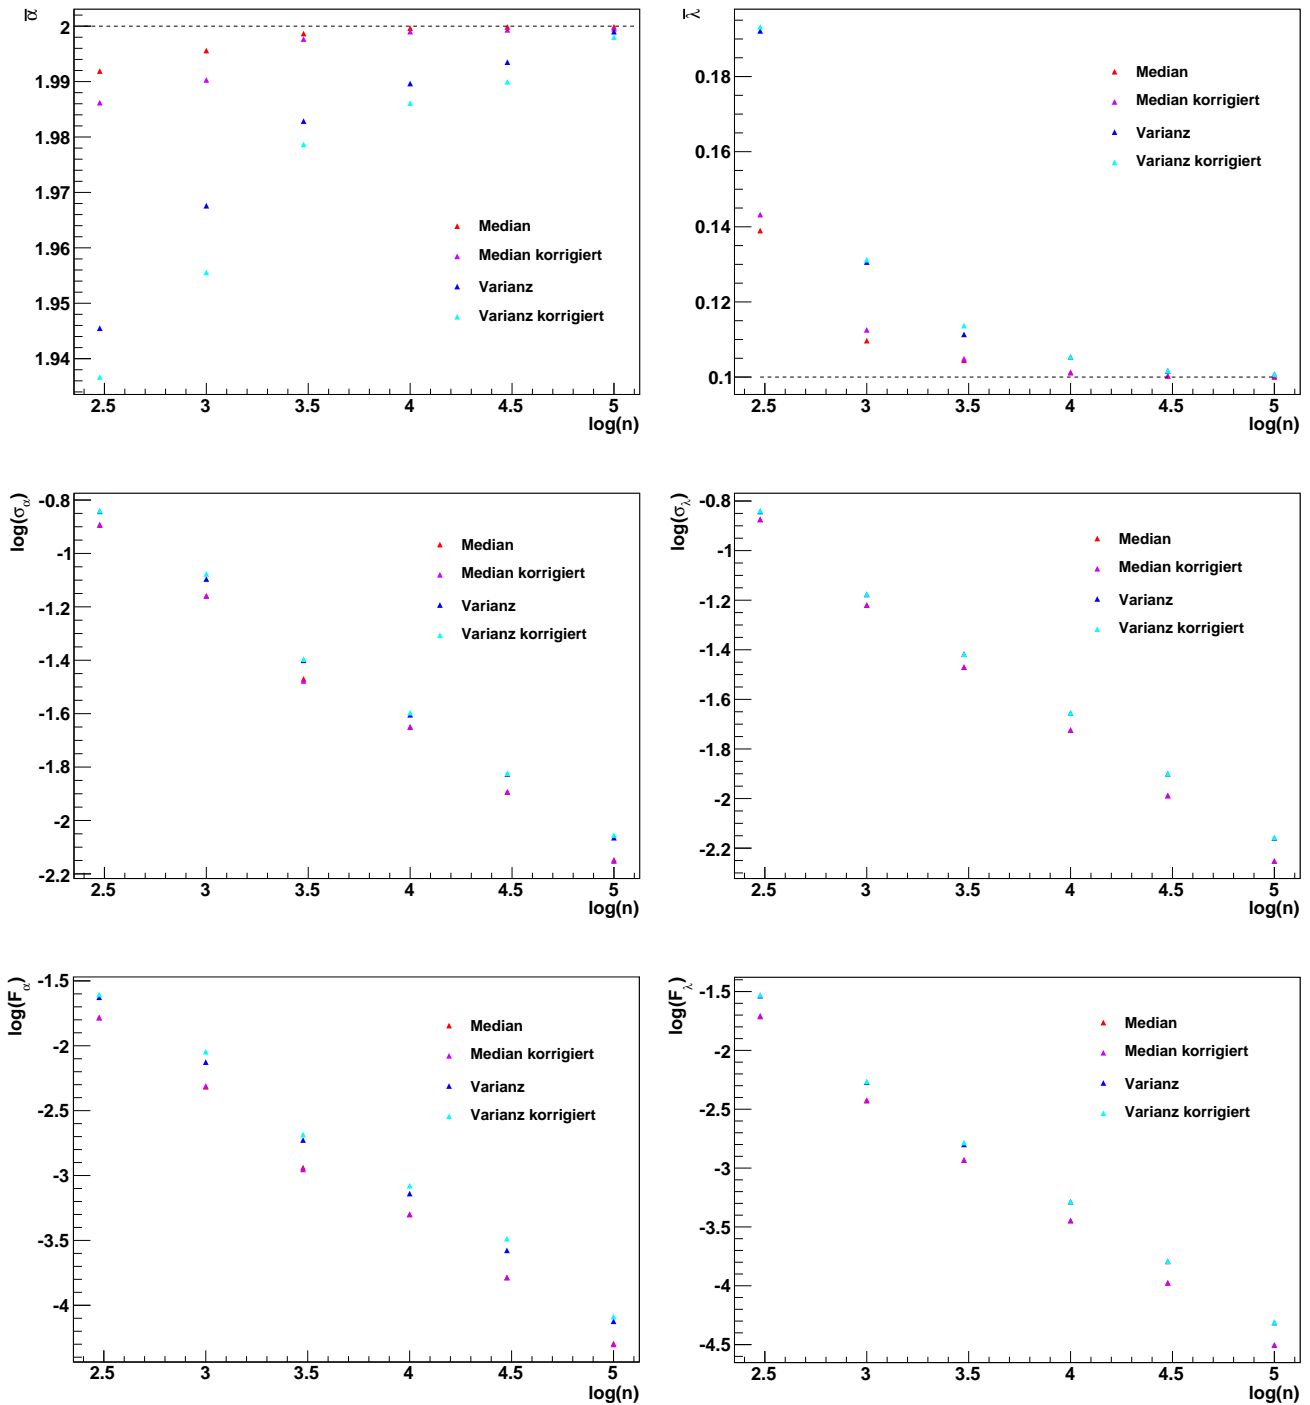 ᾱ
2
1.99
1.98
1.97
1.96
1.95
1.94
Median
Median korrigiert
Varianz
Varianz korrigiert
2.5 3 3.5 4 4.5 5
log(n)
λ̄
0.18
0.16
0.14
0.12
0.1
Median
Median korrigiert
Varianz
Varianz korrigiert
2.5 3 3.5 4 4.5 5
log(n)
log(σα)
-0.8
-1
-1.2
-1.4
-1.6
-1.8
-2
-2.2
Median
Median korrigiert
Varianz
Varianz korrigiert
2.5 3 3.5 4 4.5 5
log(n)
log(σλ)
-0.8
-1
-1.2
-1.4
-1.6
-1.8
-2
-2.2
Median
Median korrigiert
Varianz
Varianz korrigiert
2.5 3 3.5 4 4.5 5
log(n)
log(Fα)
-1.5
-2
-2.5
-3
-3.5
-4
Median
Median korrigiert
Varianz
Varianz korrigiert
2.5 3 3.5 4 4.5 5
log(n)
log(Fλ)
-1.5
-2
-2.5
-3
-3.5
-4
-4.5
Median
Median korrigiert
Varianz
Varianz korrigiert
2.5 3 3.5 4 4.5 5
log(n)